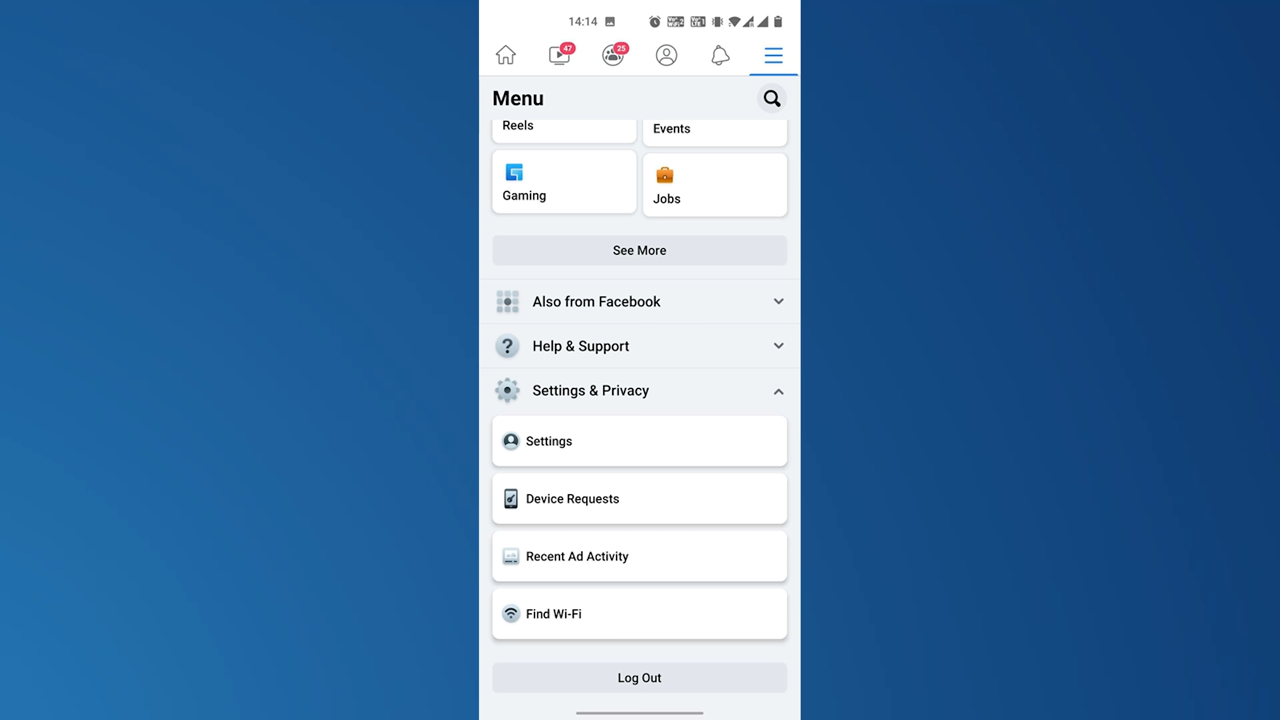 14:14
47
25
Menu
Reels
Events
Gaming
Jobs
See More
Also from Facebook
Help & Support
Settings & Privacy
Settings
Device Requests
Recent Ad Activity
Find Wi-Fi
Log Out